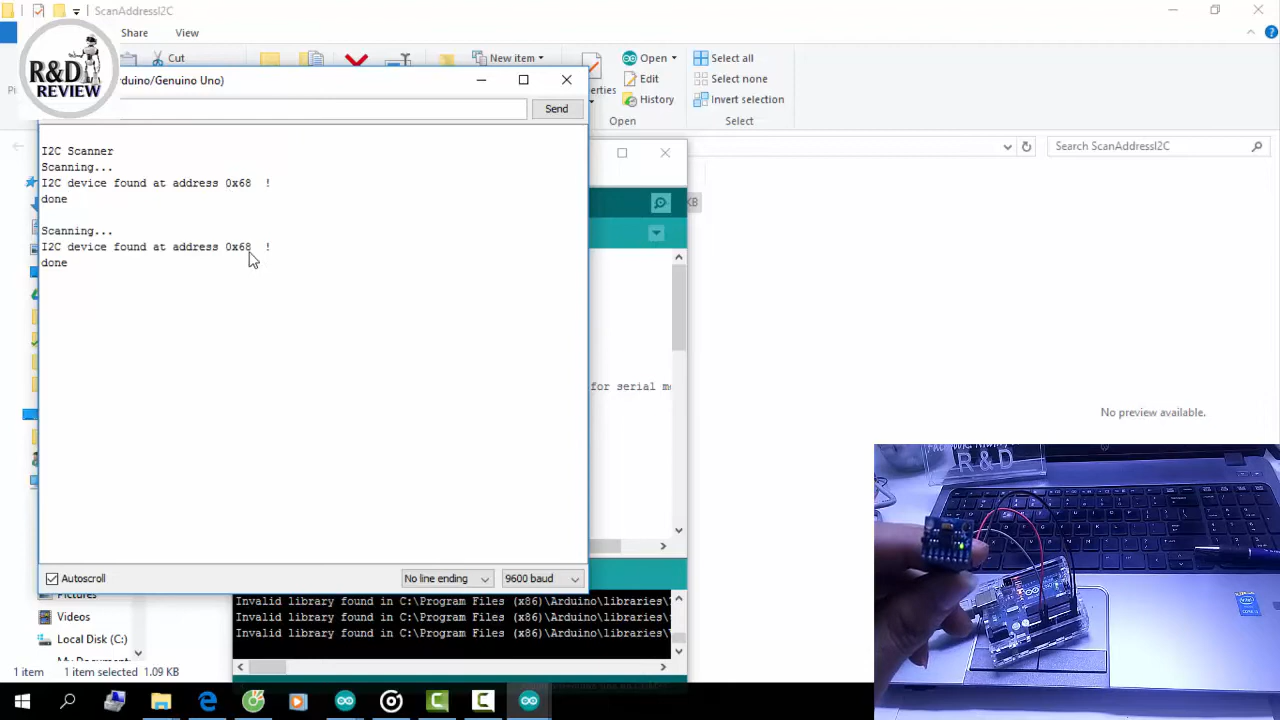 ScanAddressI2C
Share
View
R&D
REVIEW
Cut
New item
Open
Edit
History
Open
Select all
Select none
Invert selection
Select
Search ScanAddressI2C
KB
No preview available.
for serial
duino/Genuino Uno)
Send
I2C Scanner
Scanning...
I2C device found at address 0x68  !
done
Scanning...
I2C device found at address 0x68  !
done
Autoscroll
No line ending
9600 baud
Invalid library found in C:\Program Files (x86)\Arduino\libraries\
Invalid library found in C:\Program Files (x86)\Arduino\libraries\
Invalid library found in C:\Program Files (x86)\Arduino\libraries\
Pictures
Videos
Local Disk (C:)
My Document
1 item
1 item selected
1.09 KB
R&D